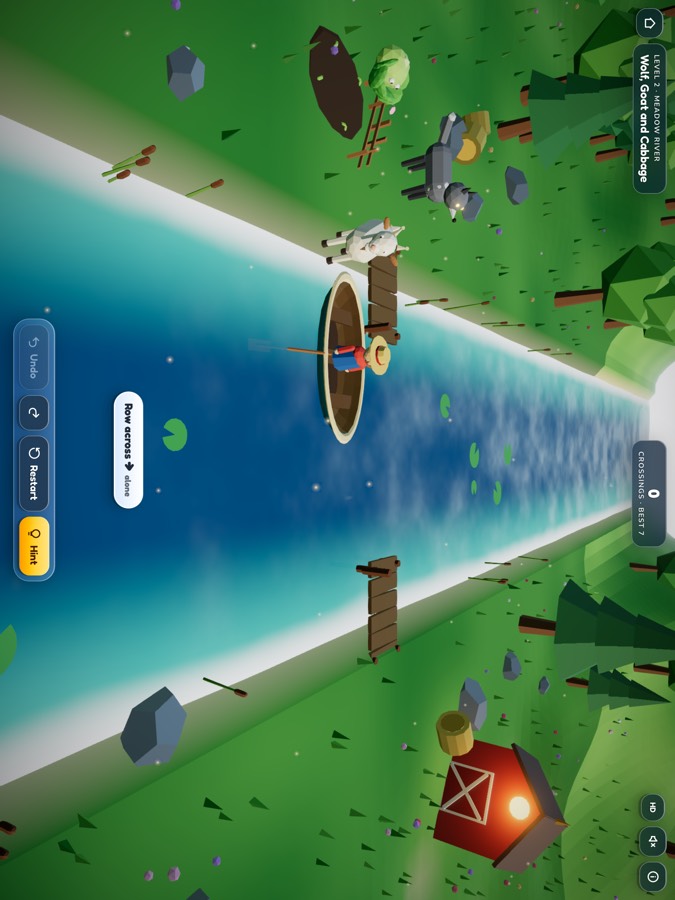 LEVEL 2 · MEADOW RIVER
Wolf, Goat and Cabbage
0
CROSSINGS · BEST 7
HD
Row across → alone
Undo
Restart
Hint